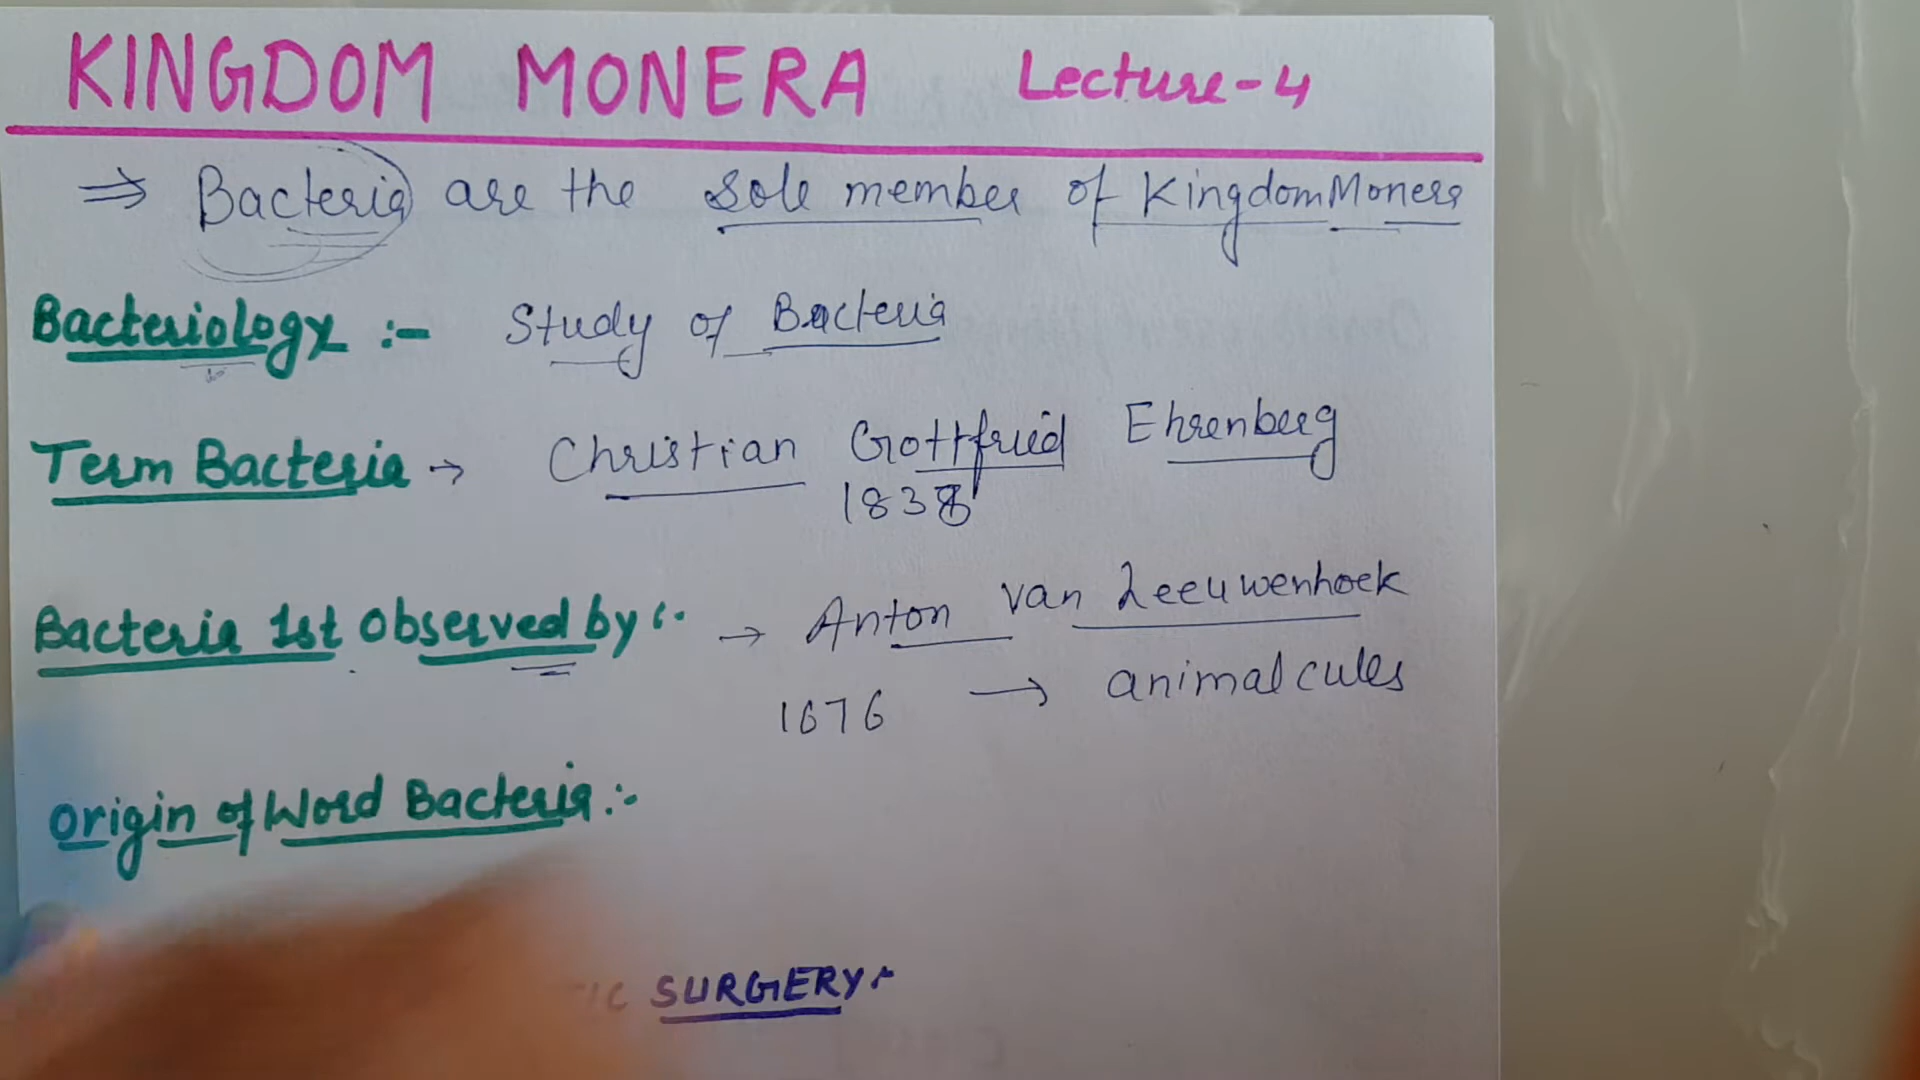 KINGDOM MONERA Lecture-4
⇒ Bacteria are the sole member of Kingdom Monera
Bacteriology :- Study of Bacteria
Term Bacteria → Christian Gottfried Ehrenberg
1838
Bacteria 1st Observed by :- → Anton van Leeuwenhoek
1676 → animalcules
Origin of Word Bacteria :-
SURGERY:-